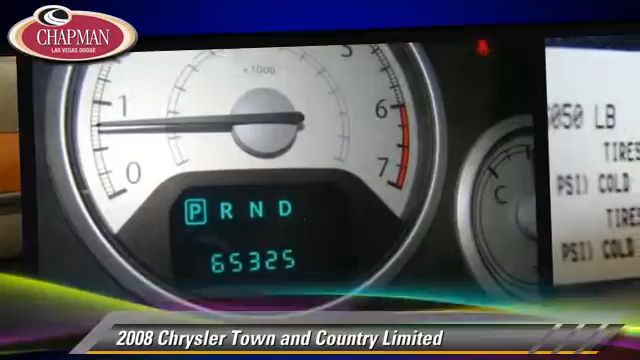 CHAPMAN
LAS VEGAS DODGE
×1000
5
6
7
1
0
P R N D
65325
C
050 LB
TIRES
PSI) COLD
TIRES
PSI) COLD
2008 Chrysler Town and Country Limited